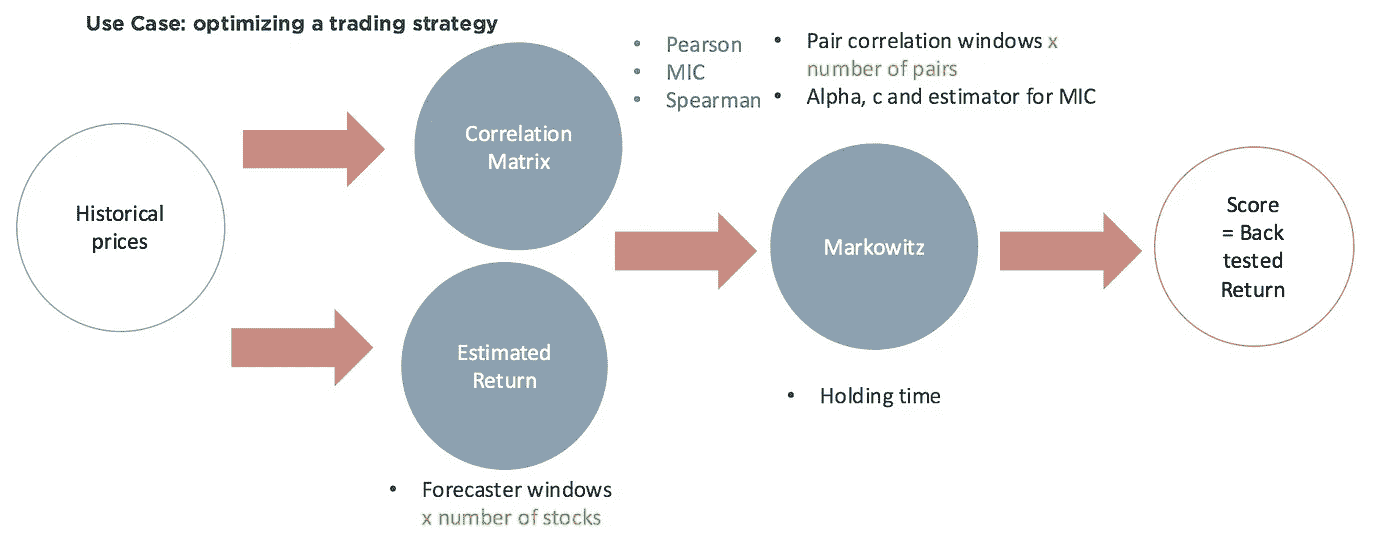 Use Case: optimizing a trading strategy
• Pearson
• MIC
• Spearman
• Pair correlation windows x
number of pairs
• Alpha, c and estimator for MIC
Historical
prices
Correlation
Matrix
Estimated
Return
• Forecaster windows
x number of stocks
Markowitz
• Holding time
Score
= Back
tested
Return